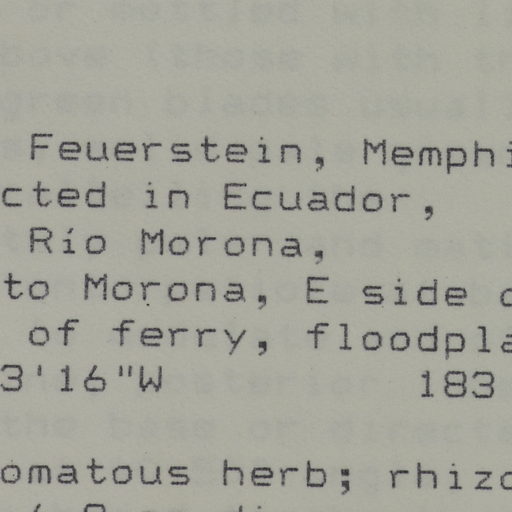 Feuerstein, Memphi
cted in Ecuador,
Río Morona,
to Morona, E side o
of ferry, floodpla
3'16"W 183
omatous herb; rhizo